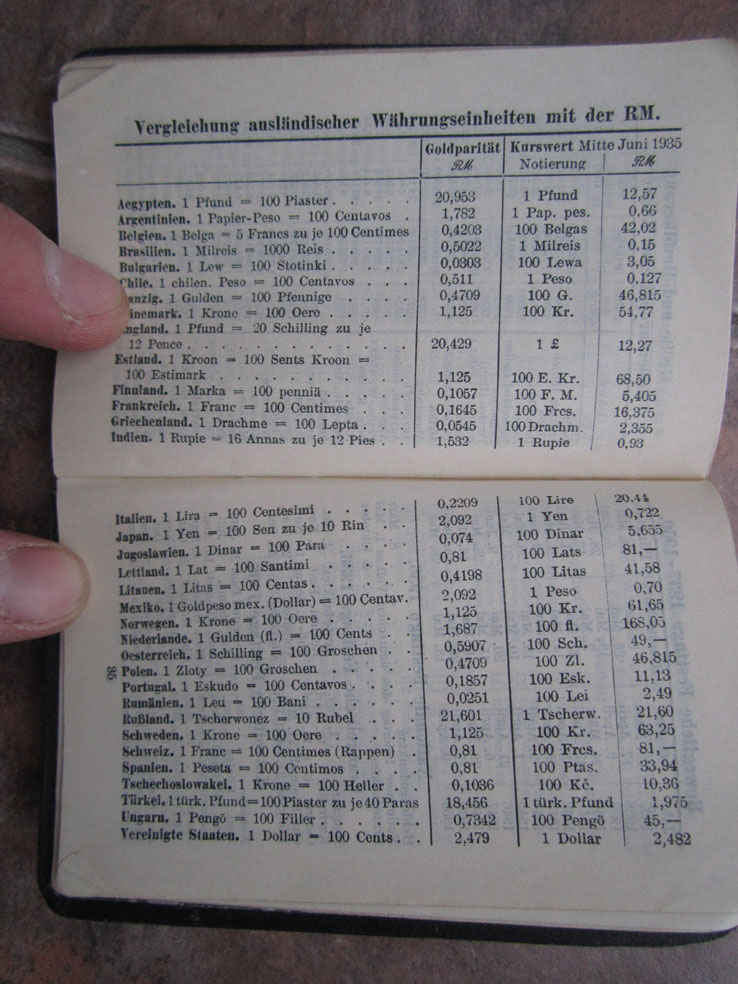 Vergleichung ausländischer Währungseinheiten mit der RM.
Goldparität Kurswert Mitte Juni 1935
RM Notierung RM
Aegypten. 1 Pfund = 100 Piaster . . . . . 20,953 1 Pfund 12,57
Argentinien. 1 Papier-Peso = 100 Centavos . 1,782 1 Pap. pes. 0,66
Belgien. 1 Belga = 5 Francs zu je 100 Centimes 0,4203 100 Belgas 42,02
Brasilien. 1 Milreis = 1000 Reis . . . . . 0,5022 1 Milreis 0,15
Bulgarien. 1 Lew = 100 Stotinki . . . . . 0,0303 100 Lewa 3,05
Chile. 1 chilen. Peso = 100 Centavos . . . 0,511 1 Peso 0,127
anzig. 1 Gulden = 100 Pfennige . . . . 0,4709 100 G. 46,815
inemark. 1 Krone = 100 Oere . . . . . 1,125 100 Kr. 54,77
ngland. 1 Pfund = 20 Schilling zu je
12 Pence . . . . . . . . . . . . . 20,429 1 £ 12,27
Estland. 1 Kroon = 100 Sents Kroon =
100 Estimark . . . . . . . . . . . 1,125 100 E. Kr. 68,50
Finnland. 1 Marka = 100 penniä . . . . . 0,1057 100 F. M. 5,405
Frankreich. 1 Franc = 100 Centimes . . . . 0,1645 100 Frcs. 16,375
Griechenland. 1 Drachme = 100 Lepta . . . 0,0545 100 Drachm. 2,355
Indien. 1 Rupie = 16 Annas zu je 12 Pies . . 1,532 1 Rupie 0,93
Italien. 1 Lira = 100 Centesimi . . . . . 0,2209 100 Lire 20,44
Japan. 1 Yen = 100 Sen zu je 10 Rin . . 2,092 1 Yen 0,722
Jugoslawien. 1 Dinar = 100 Para . . . . 0,074 100 Dinar 5,655
Lettland. 1 Lat = 100 Santimi . . . . . 0,81 100 Lats 81,—
Litauen. 1 Litas = 100 Centas . . . . . 0,4198 100 Litas 41,58
Mexiko. 1 Goldpeso mex. (Dollar) = 100 Centav. 2,092 1 Peso 0,70
Norwegen. 1 Krone = 100 Oere . . . . . 1,125 100 Kr. 61,65
Niederlande. 1 Gulden (fl.) = 100 Cents . . 1,687 100 fl. 168,05
Oesterreich. 1 Schilling = 100 Groschen . . 0,5907 100 Sch. 49,—
Polen. 1 Zloty = 100 Groschen . . . . 0,4709 100 Zl. 46,815
Portugal. 1 Eskudo = 100 Centavos . . . 0,1857 100 Esk. 11,13
Rumänien. 1 Leu = 100 Bani . . . . . 0,0251 100 Lei 2,49
Rußland. 1 Tscherwonez = 10 Rubel . . . 21,601 1 Tscherw. 21,60
Schweden. 1 Krone = 100 Oere . . . . . 1,125 100 Kr. 63,25
Schweiz. 1 Franc = 100 Centimes (Rappen) . 0,81 100 Frcs. 81,—
Spanien. 1 Peseta = 100 Centimos . . . . 0,81 100 Ptas. 33,94
Tschechoslowakei. 1 Krone = 100 Heller . . 0,1036 100 Kč. 10,36
Türkei. 1 türk. Pfund=100 Piaster zu je 40 Paras 18,456 1 türk. Pfund 1,975
Ungarn. 1 Pengö = 100 Filler . . . . . . 0,7342 100 Pengö 45,—
Vereinigte Staaten. 1 Dollar = 100 Cents . . 2,479 1 Dollar 2,482